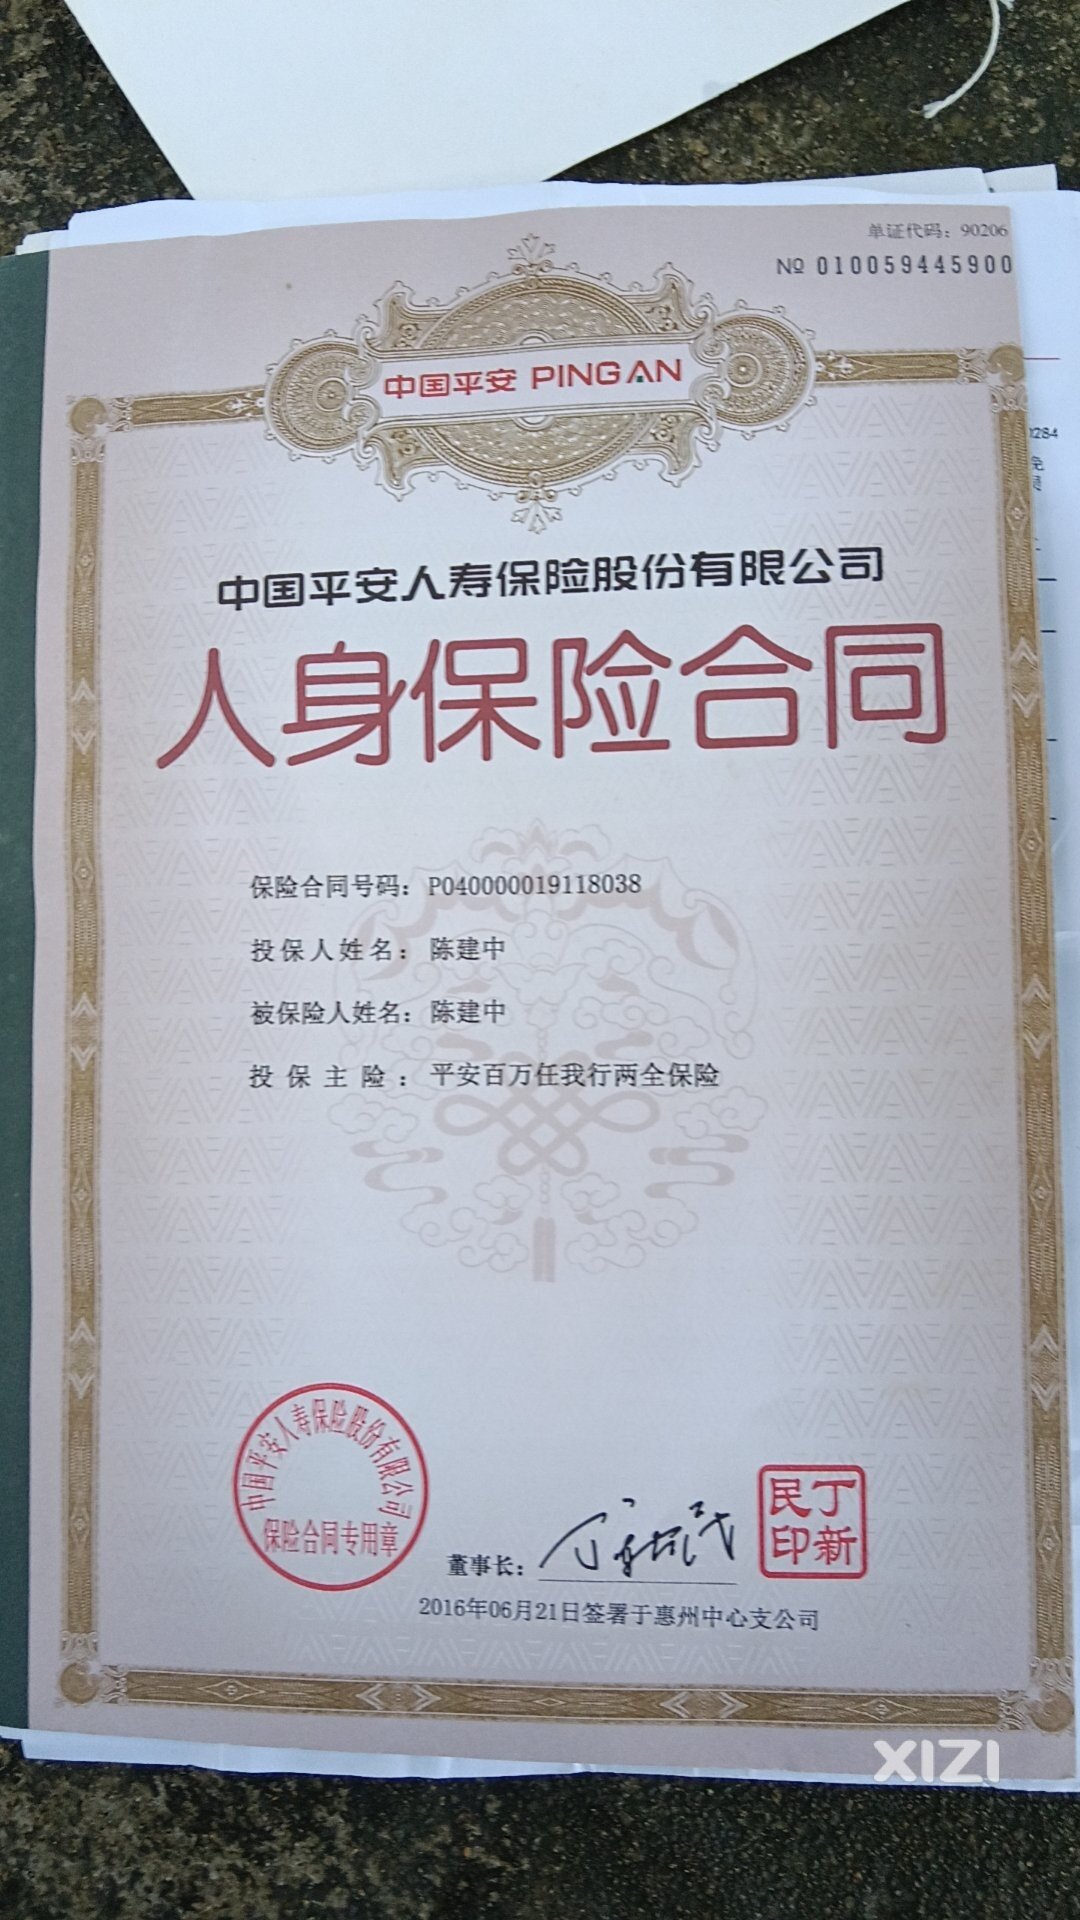 单证代码：90206
№ 010059445900
中国平安 PINGAN
中国平安人寿保险股份有限公司
人身保险合同
保险合同号码：P040000019118038
投保人姓名：陈建中
被保险人姓名：陈建中
投保主险：平安百万任我行两全保险
中国平安人寿保险股份有限公司
保险合同专用章
董事长：
丁新
民印
2016年06月21日签署于惠州中心支公司
XIZI